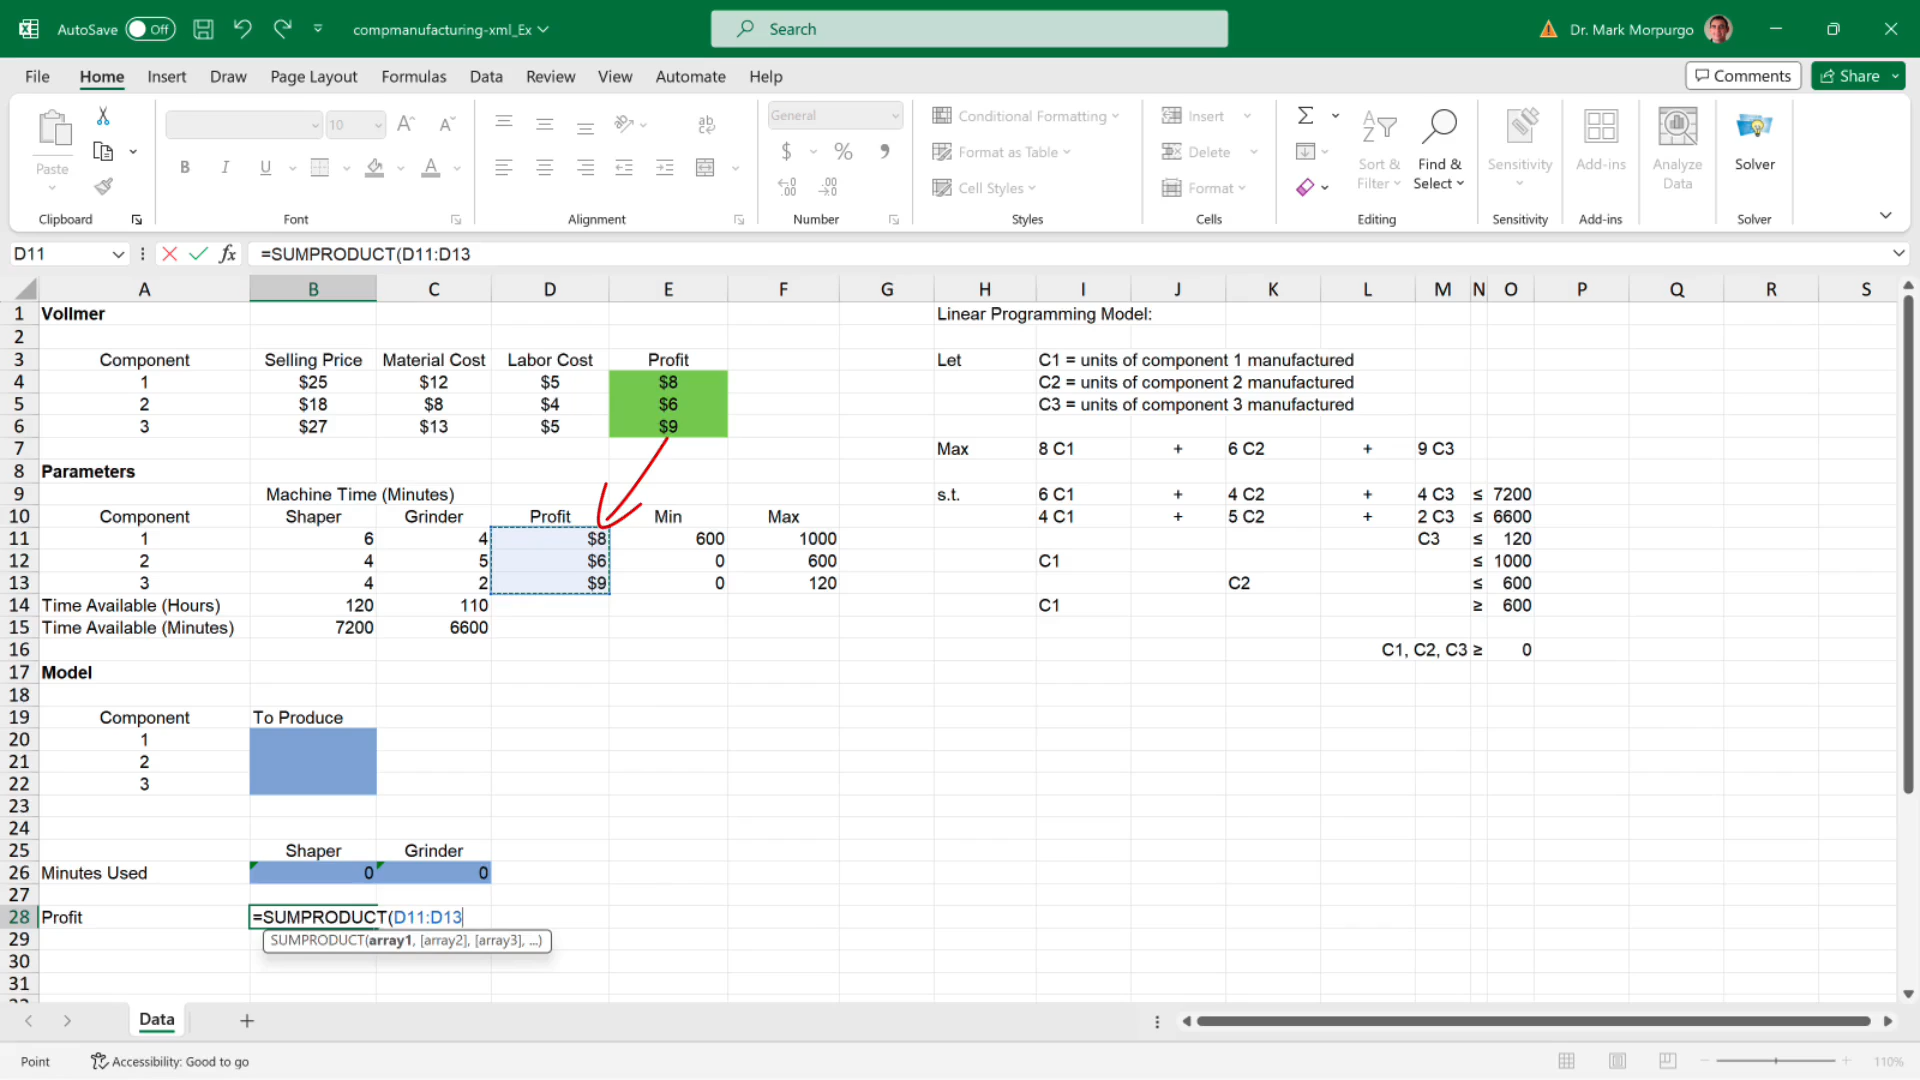 AutoSave Off compmanufacturing-xml_Ex Search Dr. Mark Morpurgo
File Home Insert Draw Page Layout Formulas Data Review View Automate Help Comments Share
Paste
Clipboard
10
B I U A
Font
ab
Alignment
General
$ % 9
.00 .00
Number
Conditional Formatting
Format as Table
Cell Styles
Styles
Insert
Delete
Format
Cells
Sort & Filter
Find & Select
Editing
Sensitivity
Sensitivity
Add-ins
Add-ins
Analyze Data
Solver
Solver
D11 fx =SUMPRODUCT(D11:D13
A B C D E F G H I J K L M N O P Q R S
1 Vollmer Linear Programming Model:
2
3 Component Selling Price Material Cost Labor Cost Profit Let C1 = units of component 1 manufactured
4 1 $25 $12 $5 $8 C2 = units of component 2 manufactured
5 2 $18 $8 $4 $6 C3 = units of component 3 manufactured
6 3 $27 $13 $5 $9
7 Max 8 C1 + 6 C2 + 9 C3
8 Parameters
9 Machine Time (Minutes) s.t. 6 C1 + 4 C2 + 4 C3 ≤ 7200
10 Component Shaper Grinder Profit Min Max 4 C1 + 5 C2 + 2 C3 ≤ 6600
11 1 6 4 $8 600 1000 C3 ≤ 120
12 2 4 5 $6 0 600 C1 ≤ 1000
13 3 4 2 $9 0 120 C2 ≤ 600
14 Time Available (Hours) 120 110 C1 ≥ 600
15 Time Available (Minutes) 7200 6600
16 C1, C2, C3 ≥ 0
17 Model
18
19 Component To Produce
20 1
21 2
22 3
23
24
25 Shaper Grinder
26 Minutes Used 0 0
27
28 Profit =SUMPRODUCT(D11:D13
29 SUMPRODUCT(array1, [array2], [array3], ...)
30
31
Data
Point Accessibility: Good to go 110%